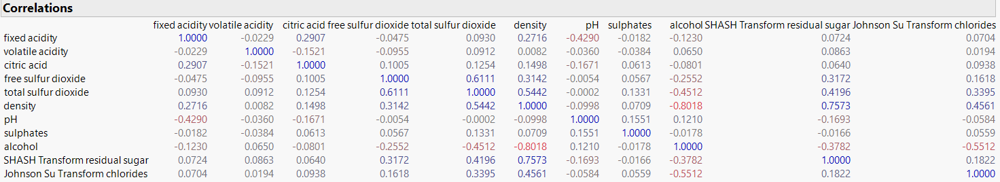 Correlations
fixed acidity volatile acidity citric acid free sulfur dioxide total sulfur dioxide density pH sulphates alcohol SHASH Transform residual sugar Johnson Su Transform chlorides
fixed acidity 1.0000 -0.0229 0.2907 -0.0475 0.0930 0.2716 -0.4290 -0.0182 -0.1230 0.0724 0.0704
volatile acidity -0.0229 1.0000 -0.1521 -0.0955 0.0912 0.0082 -0.0360 -0.0384 0.0650 0.0863 0.0194
citric acid 0.2907 -0.1521 1.0000 0.1005 0.1254 0.1498 -0.1671 0.0613 -0.0801 0.0640 0.0938
free sulfur dioxide -0.0475 -0.0955 0.1005 1.0000 0.6111 0.3142 -0.0054 0.0567 -0.2552 0.3172 0.1618
total sulfur dioxide 0.0930 0.0912 0.1254 0.6111 1.0000 0.5442 -0.0002 0.1331 -0.4512 0.4196 0.3395
density 0.2716 0.0082 0.1498 0.3142 0.5442 1.0000 -0.0998 0.0709 -0.8018 0.7573 0.4561
pH -0.4290 -0.0360 -0.1671 -0.0054 -0.0002 -0.0998 1.0000 0.1551 0.1210 -0.1693 -0.0584
sulphates -0.0182 -0.0384 0.0613 0.0567 0.1331 0.0709 0.1551 1.0000 -0.0178 -0.0166 0.0559
alcohol -0.1230 0.0650 -0.0801 -0.2552 -0.4512 -0.8018 0.1210 -0.0178 1.0000 -0.3782 -0.5512
SHASH Transform residual sugar 0.0724 0.0863 0.0640 0.3172 0.4196 0.7573 -0.1693 -0.0166 -0.3782 1.0000 0.1822
Johnson Su Transform chlorides 0.0704 0.0194 0.0938 0.1618 0.3395 0.4561 -0.0584 0.0559 -0.5512 0.1822 1.0000